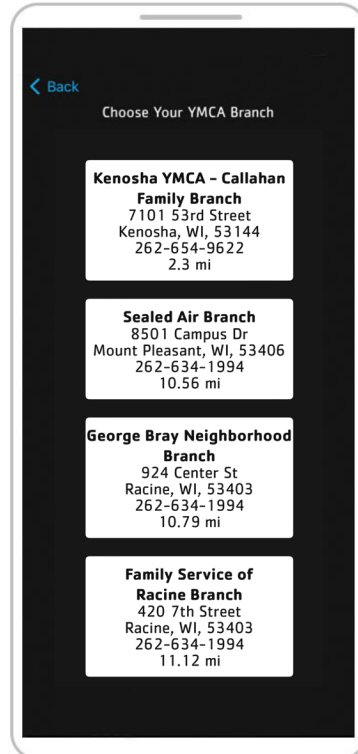 Back
Choose Your YMCA Branch
Kenosha YMCA – Callahan
Family Branch
7101 53rd Street
Kenosha, WI, 53144
262-654-9622
2.3 mi
Sealed Air Branch
8501 Campus Dr
Mount Pleasant, WI, 53406
262-634-1994
10.56 mi
George Bray Neighborhood
Branch
924 Center St
Racine, WI, 53403
262-634-1994
10.79 mi
Family Service of
Racine Branch
420 7th Street
Racine, WI, 53403
262-634-1994
11.12 mi